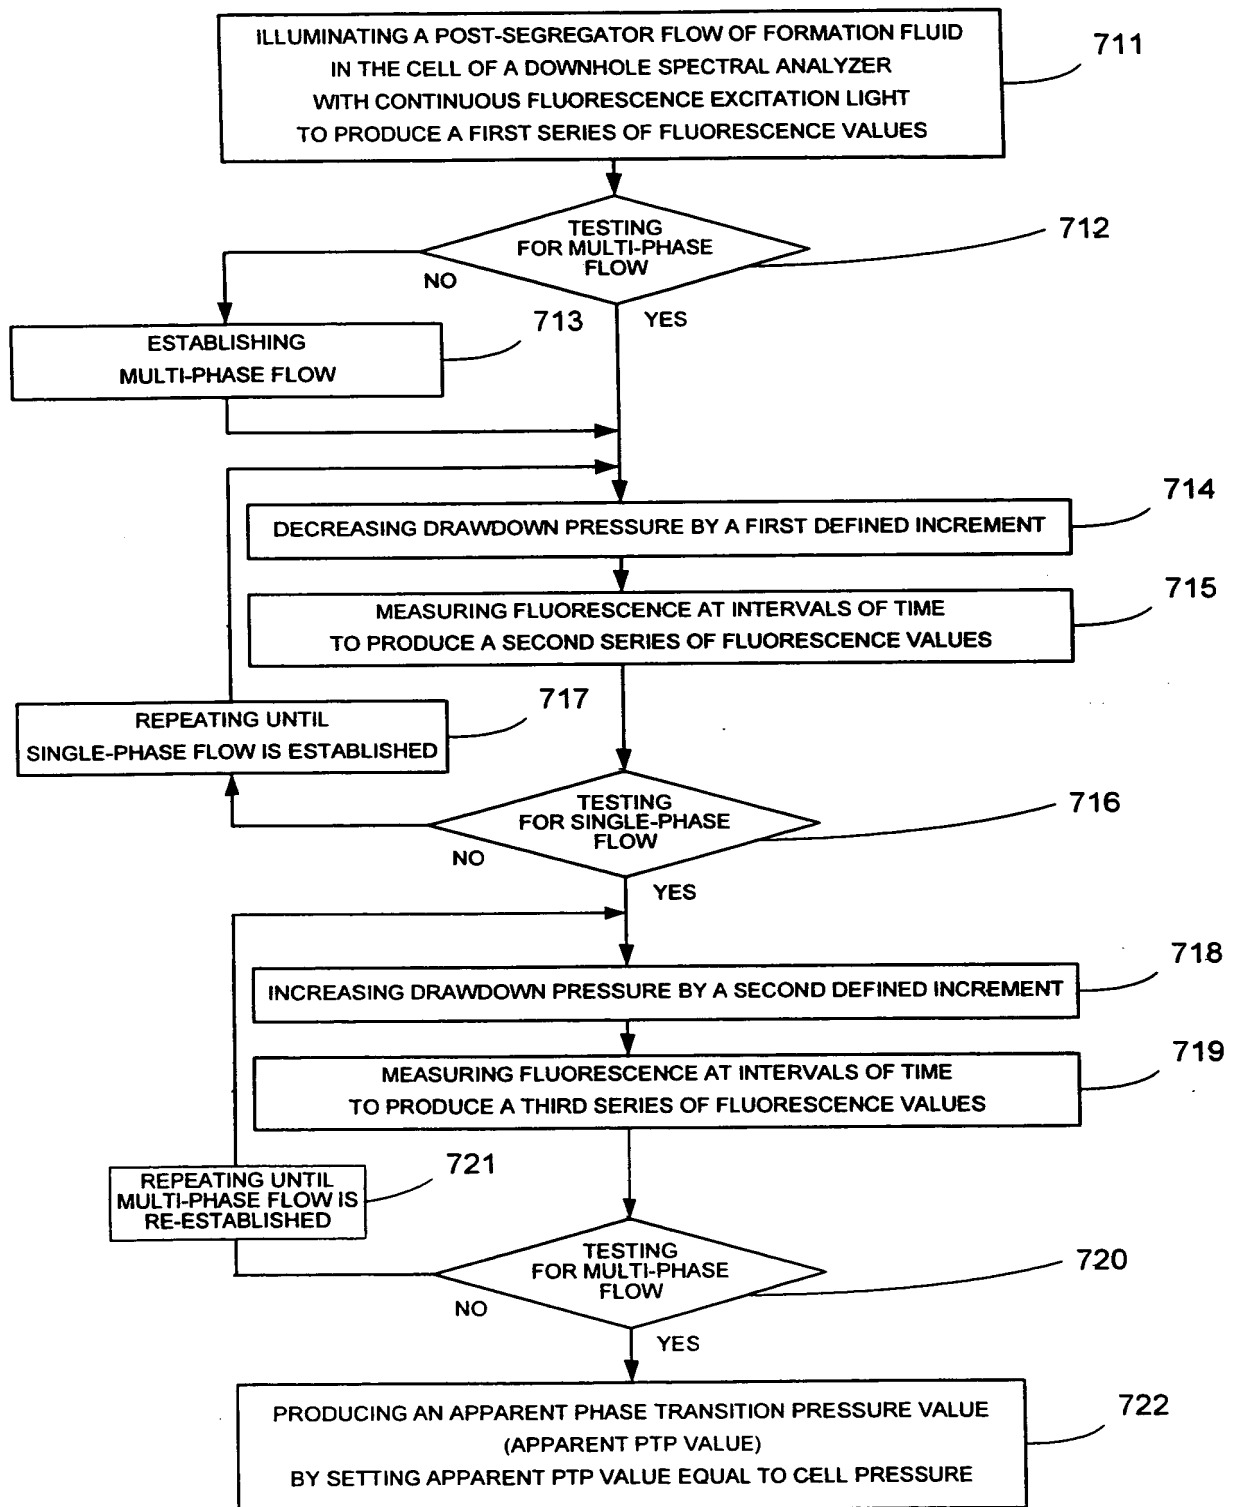 ILLUMINATING A POST-SEGREGATOR FLOW OF FORMATION FLUID
IN THE CELL OF A DOWNHOLE SPECTRAL ANALYZER
WITH CONTINUOUS FLUORESCENCE EXCITATION LIGHT
TO PRODUCE A FIRST SERIES OF FLUORESCENCE VALUES
711
TESTING
FOR MULTI-PHASE
FLOW
712
NO
YES
ESTABLISHING
MULTI-PHASE FLOW
713
DECREASING DRAWDOWN PRESSURE BY A FIRST DEFINED INCREMENT
714
MEASURING FLUORESCENCE AT INTERVALS OF TIME
TO PRODUCE A SECOND SERIES OF FLUORESCENCE VALUES
715
REPEATING UNTIL
SINGLE-PHASE FLOW IS ESTABLISHED
717
TESTING
FOR SINGLE-PHASE
FLOW
716
NO
YES
INCREASING DRAWDOWN PRESSURE BY A SECOND DEFINED INCREMENT
718
MEASURING FLUORESCENCE AT INTERVALS OF TIME
TO PRODUCE A THIRD SERIES OF FLUORESCENCE VALUES
719
REPEATING UNTIL
MULTI-PHASE FLOW IS
RE-ESTABLISHED
721
TESTING
FOR MULTI-PHASE
FLOW
720
NO
YES
PRODUCING AN APPARENT PHASE TRANSITION PRESSURE VALUE
(APPARENT PTP VALUE)
BY SETTING APPARENT PTP VALUE EQUAL TO CELL PRESSURE
722